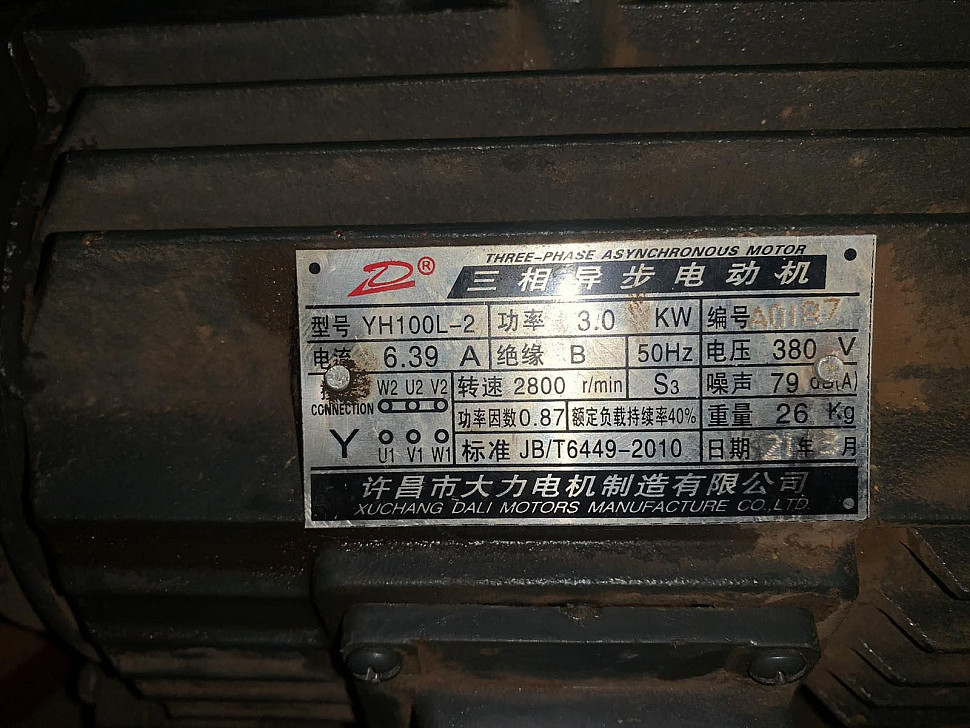 THREE-PHASE ASYNCHRONOUS MOTOR
D® 三相异步电动机
型号 YH100L-2 功率 3.0 KW 编号
电流 6.39 A 绝缘 B 50Hz 电压 380 V
W2 U2 V2 转速 2800 r/min S3 噪声 79 dB(A)
CONNECTION 功率因数 0.87 额定负载持续率40% 重量 26 Kg
Y U1 V1 W1 标准 JB/T6449-2010 日期 年 月
许昌市大力电机制造有限公司
XUCHANG DALI MOTORS MANUFACTURE CO.,LTD.